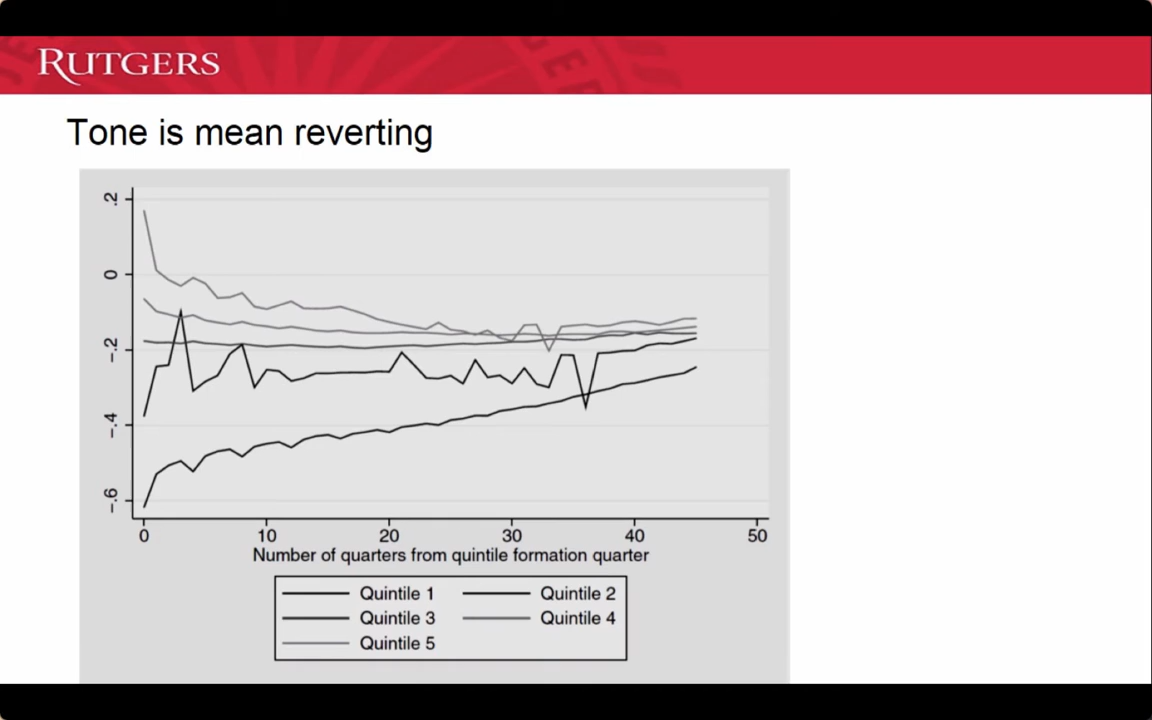 RUTGERS
Tone is mean reverting
.2
0
-.2
-.4
-.6
0 10 20 30 40 50
Number of quarters from quintile formation quarter
Quintile 1 Quintile 2
Quintile 3 Quintile 4
Quintile 5